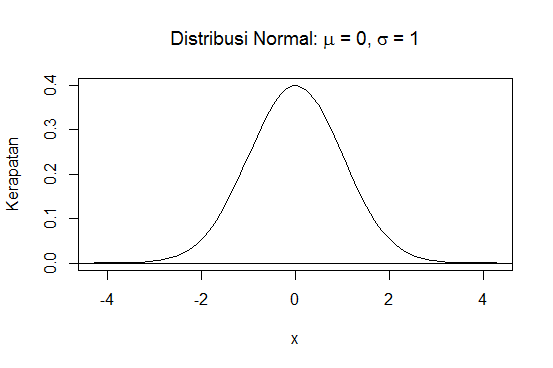 Distribusi Normal: μ = 0, σ = 1
Kerapatan
0.4
0.3
0.2
0.1
0.0
-4 -2 0 2 4
x